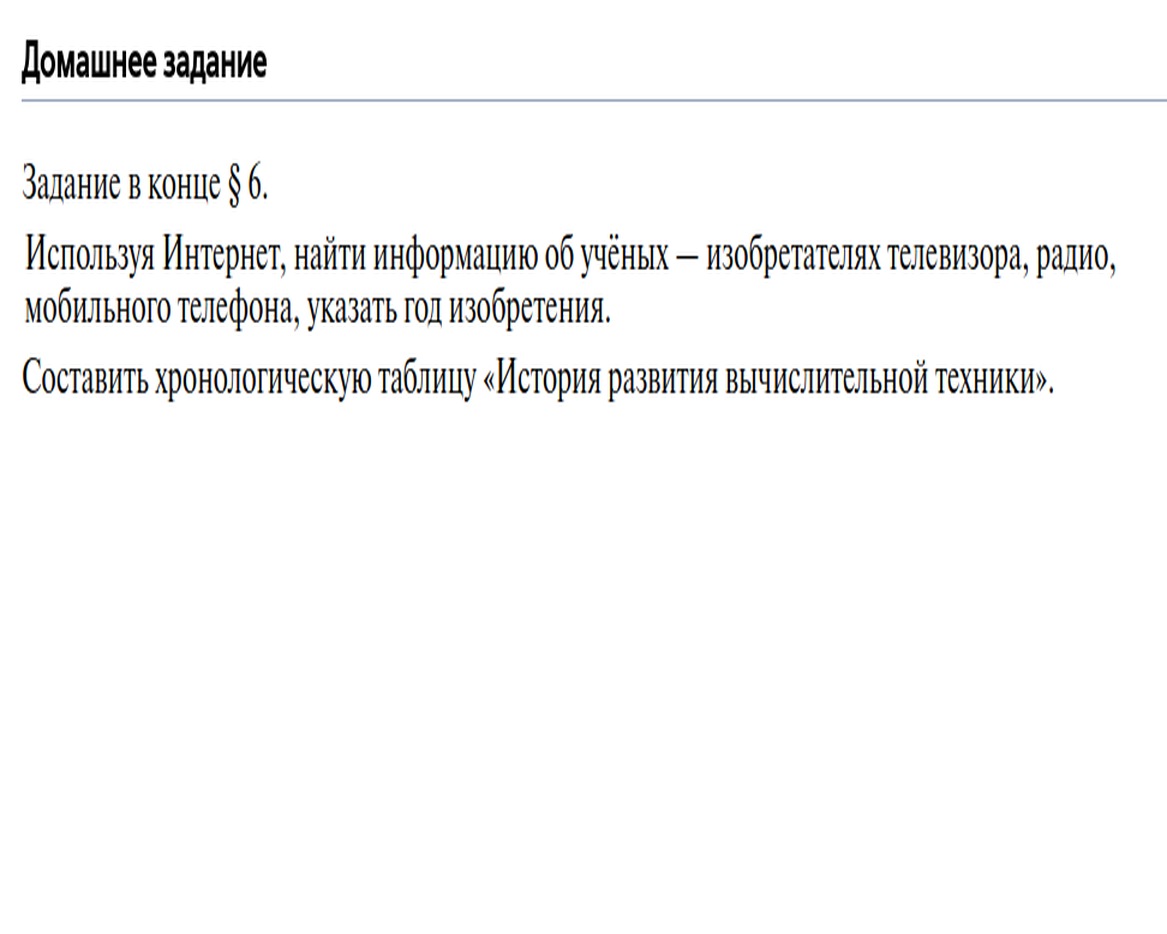 Домашнее задание
Задание в конце § 6.
Используя Интернет, найти информацию об учёных — изобретателях телевизора, радио,
мобильного телефона, указать год изобретения.
Составить хронологическую таблицу «История развития вычислительной техники».